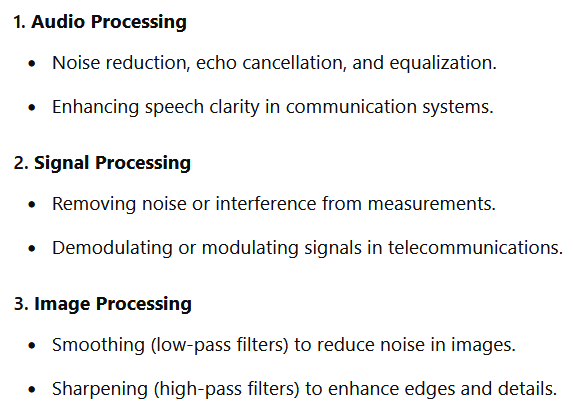 1. Audio Processing
• Noise reduction, echo cancellation, and equalization.
• Enhancing speech clarity in communication systems.
2. Signal Processing
• Removing noise or interference from measurements.
• Demodulating or modulating signals in telecommunications.
3. Image Processing
• Smoothing (low-pass filters) to reduce noise in images.
• Sharpening (high-pass filters) to enhance edges and details.